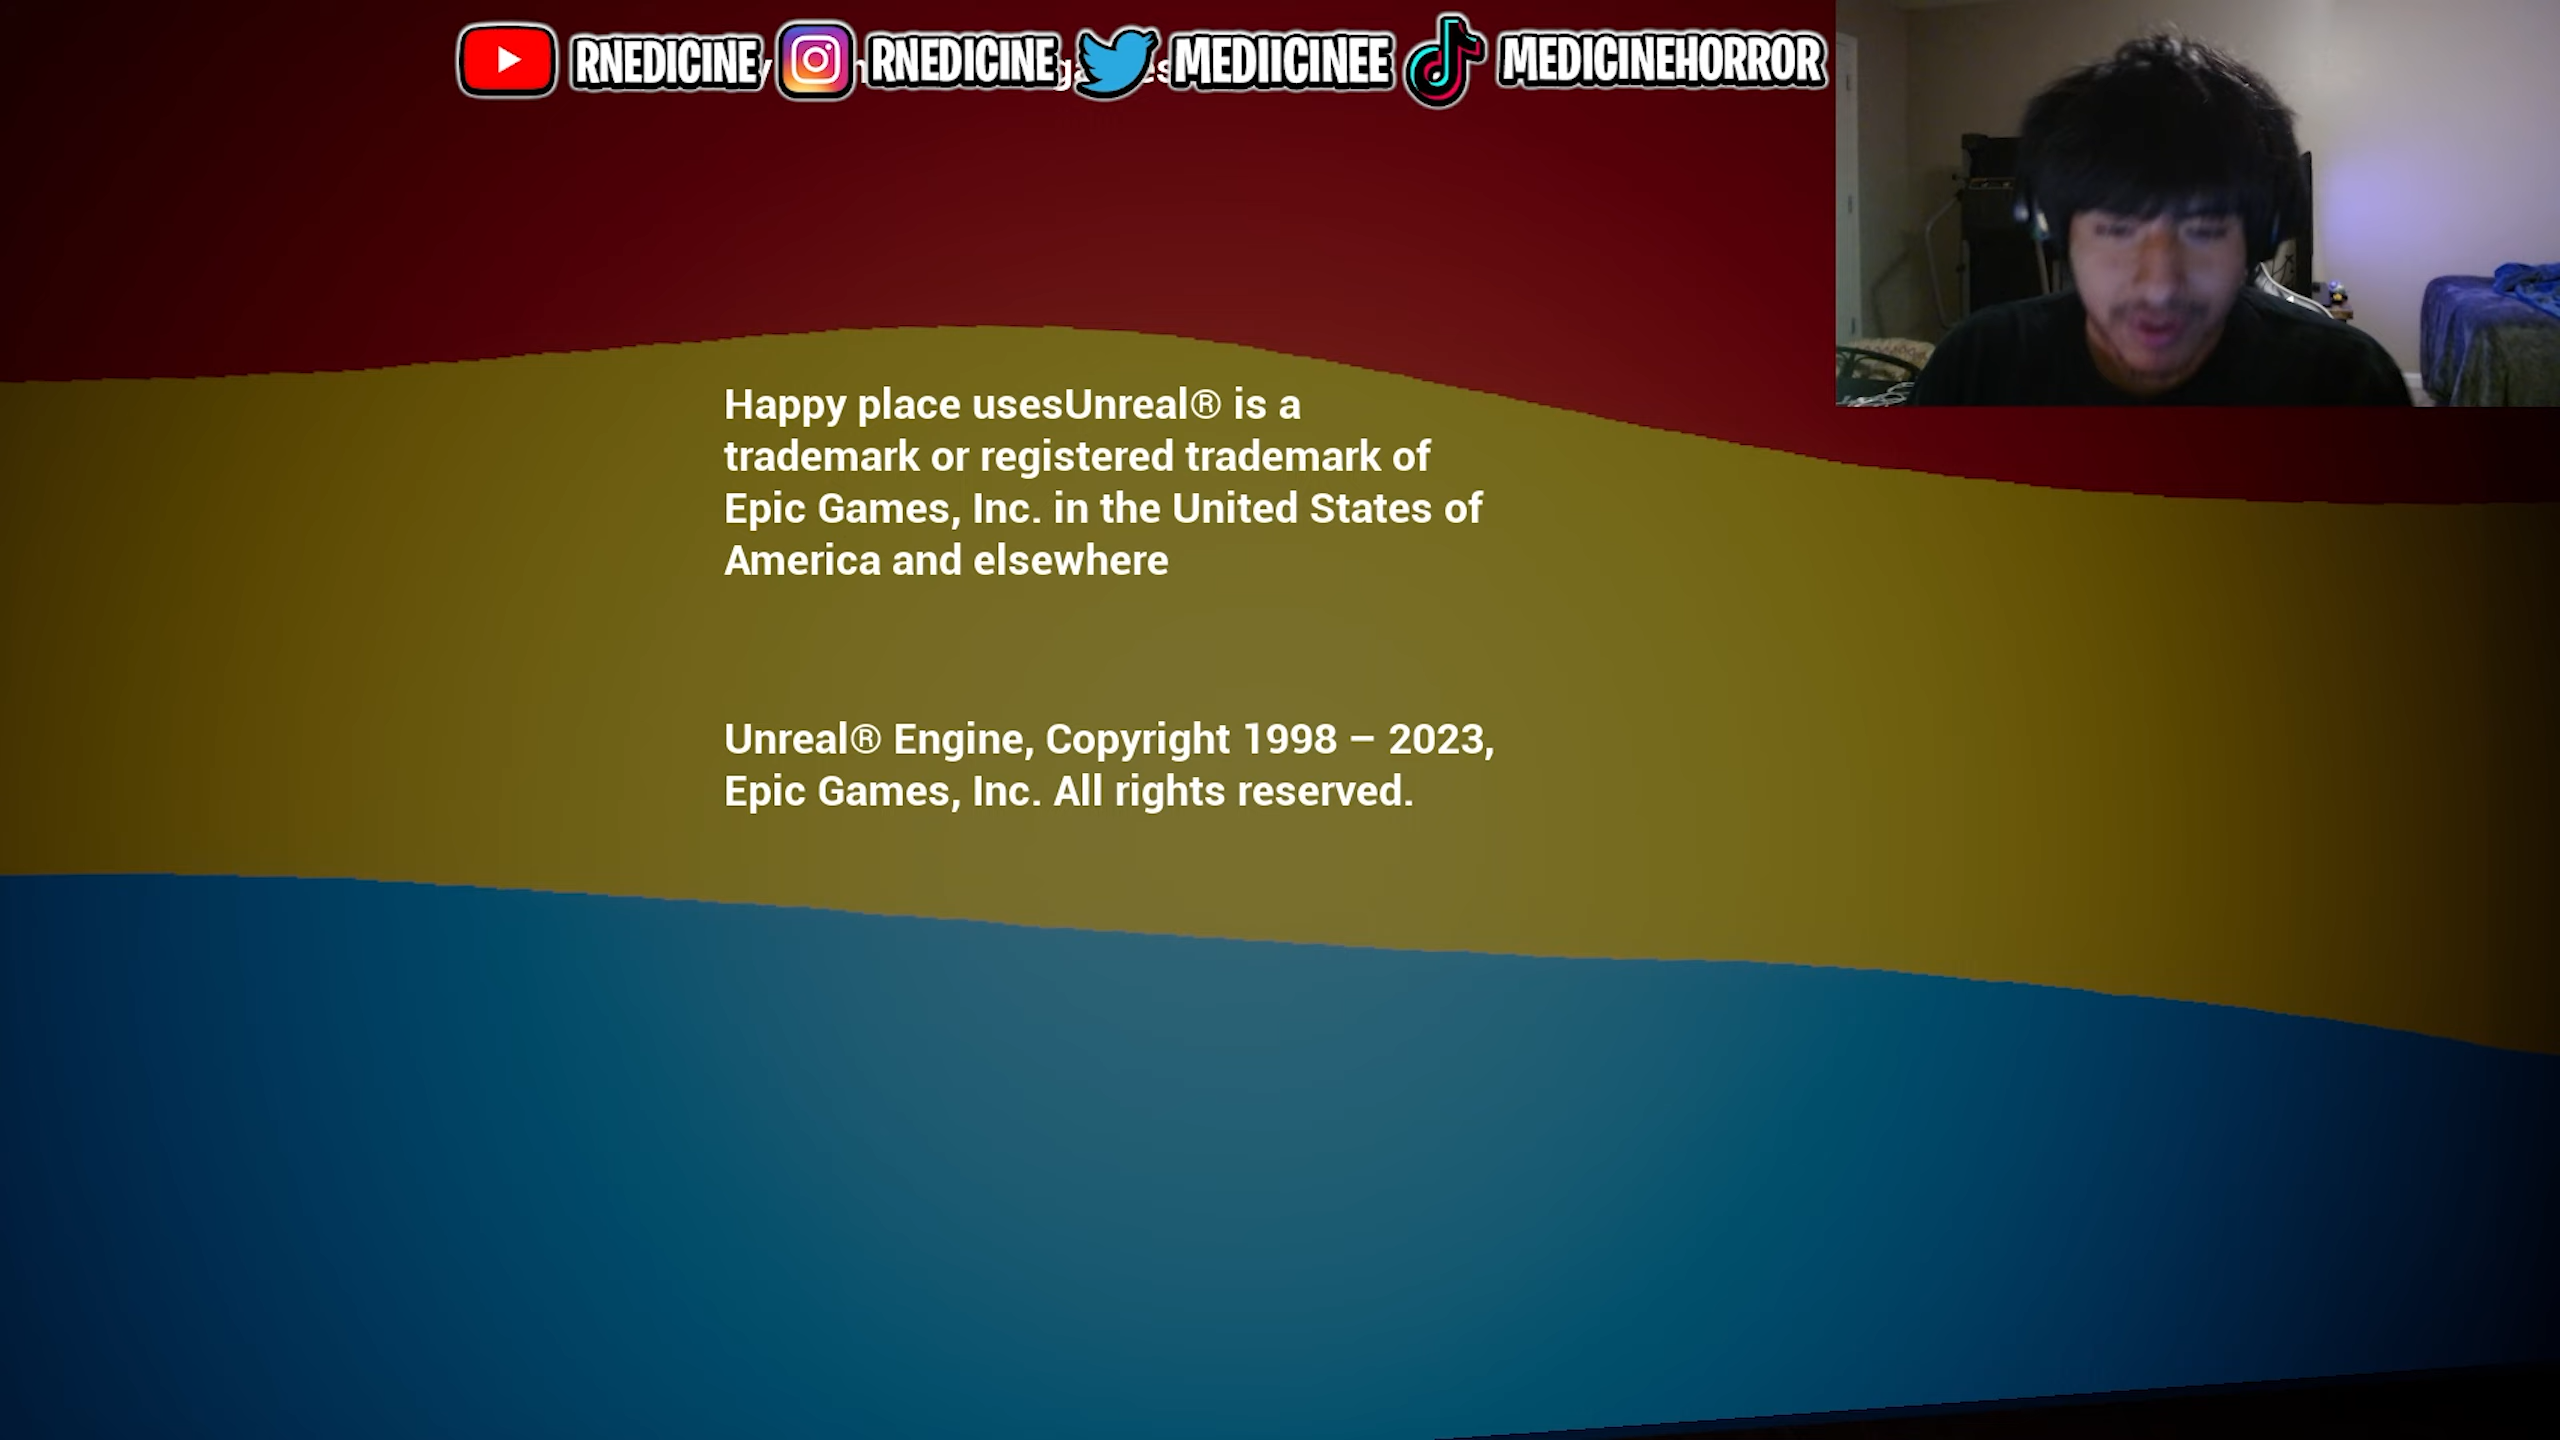 RNEDICINE RNEDICINE MEDIICINEE MEDICINEHORROR
Happy place usesUnreal® is a
trademark or registered trademark of
Epic Games, Inc. in the United States of
America and elsewhere
Unreal® Engine, Copyright 1998 – 2023,
Epic Games, Inc. All rights reserved.